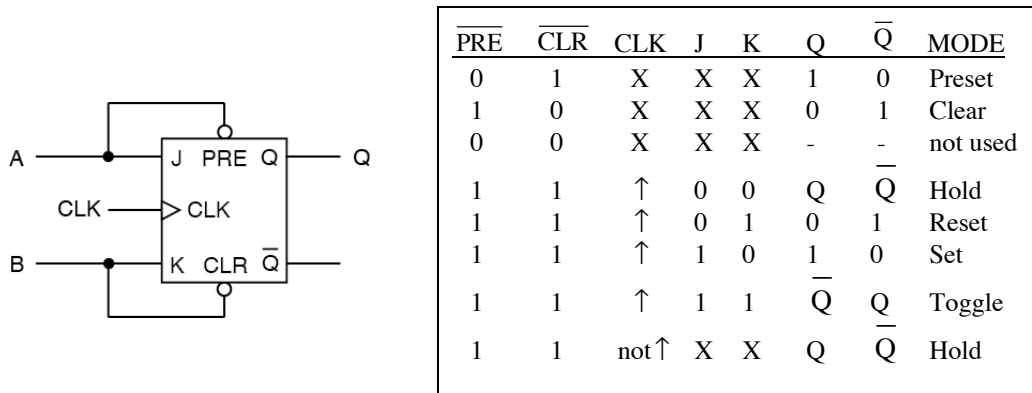 A
J PRE Q
Q
CLK
CLK
B
K CLR Q̅
P̅R̅E̅ C̅L̅R̅ CLK J K Q Q̅ MODE
0 1 X X X 1 0 Preset
1 0 X X X 0 1 Clear
0 0 X X X - - not used
1 1 ↑ 0 0 Q Q̅ Hold
1 1 ↑ 0 1 0 1 Reset
1 1 ↑ 1 0 1 0 Set
1 1 ↑ 1 1 Q̅ Q Toggle
1 1 not↑ X X Q Q̅ Hold